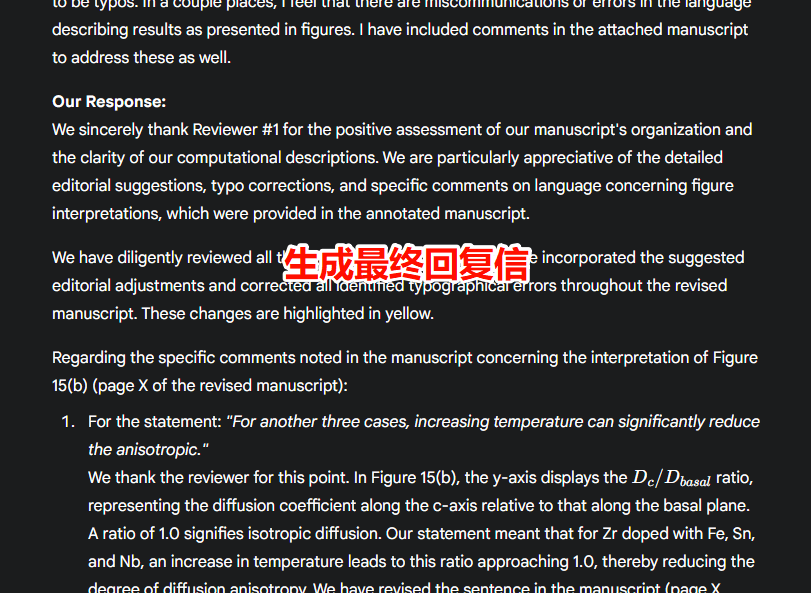 to be typos. In a couple places, I feel that there are miscommunications or errors in the language
describing results as presented in figures. I have included comments in the attached manuscript
to address these as well.
Our Response:
We sincerely thank Reviewer #1 for the positive assessment of our manuscript's organization and
the clarity of our computational descriptions. We are particularly appreciative of the detailed
editorial suggestions, typo corrections, and specific comments on language concerning figure
interpretations, which were provided in the annotated manuscript.
We have diligently reviewed all incorporated the suggested
生成最终回复信
editorial adjustments and corrected all identified typographical errors throughout the revised
manuscript. These changes are highlighted in yellow.
Regarding the specific comments noted in the manuscript concerning the interpretation of Figure
15(b) (page X of the revised manuscript):
1. For the statement: "For another three cases, increasing temperature can significantly reduce
the anisotropic."
We thank the reviewer for this point. In Figure 15(b), the y-axis displays the D_c/D_basal ratio,
representing the diffusion coefficient along the c-axis relative to that along the basal plane.
A ratio of 1.0 signifies isotropic diffusion. Our statement meant that for Zr doped with Fe, Sn,
and Nb, an increase in temperature leads to this ratio approaching 1.0, thereby reducing the
degree of diffusion anisotropy. We have revised the sentence in the manuscript (page X